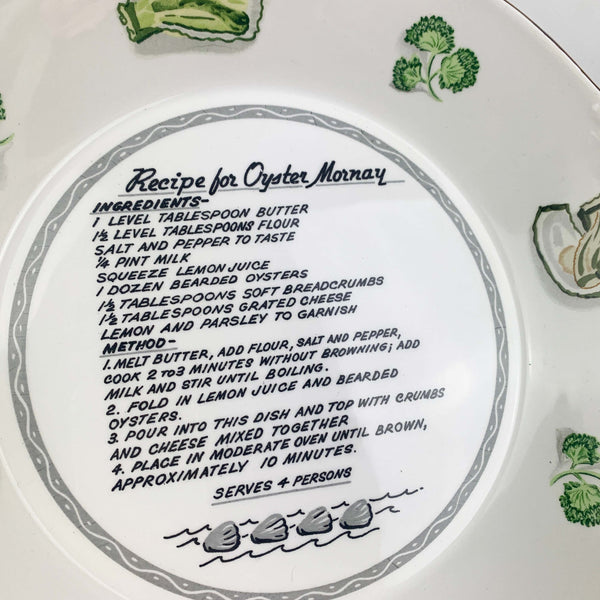 Recipe for Oyster Mornay
INGREDIENTS-
1 LEVEL TABLESPOON BUTTER
1½ LEVEL TABLESPOONS FLOUR
SALT AND PEPPER TO TASTE
¼ PINT MILK
SQUEEZE LEMON JUICE
1 DOZEN BEARDED OYSTERS
1½ TABLESPOONS SOFT BREADCRUMBS
1½ TABLESPOONS GRATED CHEESE
LEMON AND PARSLEY TO GARNISH
METHOD-
1. MELT BUTTER, ADD FLOUR, SALT AND PEPPER,
COOK 2 TO 3 MINUTES WITHOUT BROWNING; ADD
MILK AND STIR UNTIL BOILING.
2. FOLD IN LEMON JUICE AND BEARDED
OYSTERS.
3. POUR INTO THIS DISH AND TOP WITH CRUMBS
AND CHEESE MIXED TOGETHER
4. PLACE IN MODERATE OVEN UNTIL BROWN,
APPROXIMATELY 10 MINUTES.
SERVES 4 PERSONS